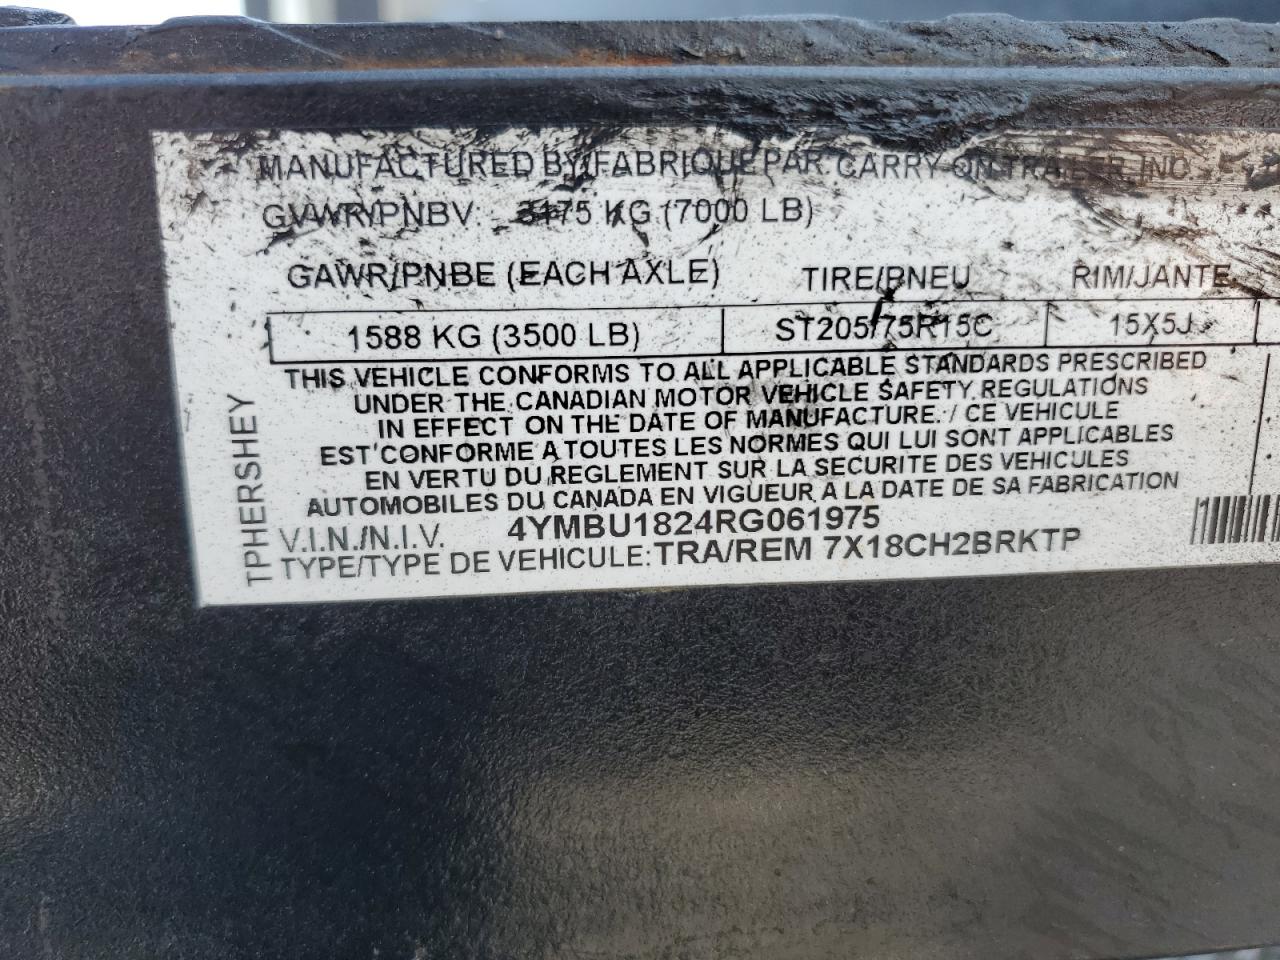 MANUFACTURED BY/FABRIQUE PAR: CARRY-ON TRAILER, INC.
GVWR/PNBV: 3175 KG (7000 LB)
GAWR/PNBE (EACH AXLE) TIRE/PNEU RIM/JANTE
1588 KG (3500 LB) ST205/75R15C 15X5J
THIS VEHICLE CONFORMS TO ALL APPLICABLE STANDARDS PRESCRIBED
UNDER THE CANADIAN MOTOR VEHICLE SAFETY REGULATIONS
IN EFFECT ON THE DATE OF MANUFACTURE. / CE VEHICULE
EST CONFORME A TOUTES LES NORMES QUI LUI SONT APPLICABLES
EN VERTU DU REGLEMENT SUR LA SECURITE DES VEHICULES
AUTOMOBILES DU CANADA EN VIGUEUR A LA DATE DE SA FABRICATION
V.I.N./N.I.V. 4YMBU1824RG061975
TYPE/TYPE DE VEHICULE: TRA/REM 7X18CH2BRKTP
TPHERSHEY